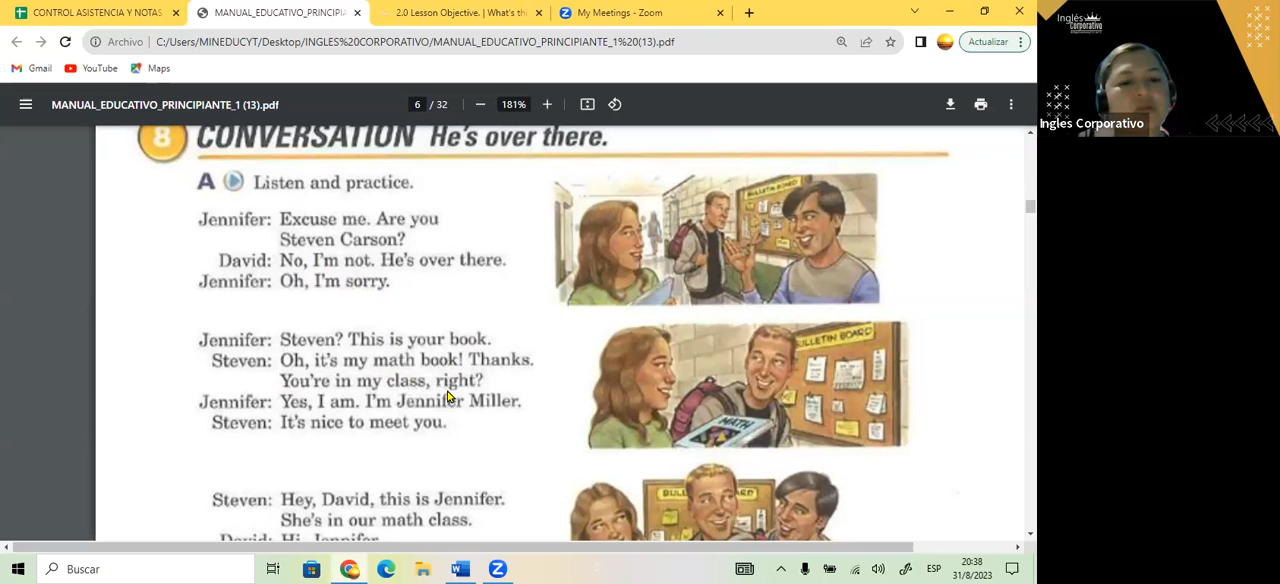 CONTROL ASISTENCIA Y NOTAS
MANUAL_EDUCATIVO_PRINCIPIA
2.0 Lesson Objective. | What's th
My Meetings - Zoom
Archivo
C:/Users/MINEDUCYT/Desktop/INGLES%20CORPORATIVO/MANUAL_EDUCATIVO_PRINCIPIANTE_1%20(13).pdf
Actualizar
Gmail
YouTube
Maps
MANUAL_EDUCATIVO_PRINCIPIANTE_1 (13).pdf
6 / 32
181%
8 CONVERSATION He's over there.
A Listen and practice.
Jennifer: Excuse me. Are you
Steven Carson?
David: No, I'm not. He's over there.
Jennifer: Oh, I'm sorry.
BULLETIN BOARD
Jennifer: Steven? This is your book.
Steven: Oh, it's my math book! Thanks.
You're in my class, right?
Jennifer: Yes, I am. I'm Jennifer Miller.
Steven: It's nice to meet you.
BULLETIN BOARD
MATH
Steven: Hey, David, this is Jennifer.
She's in our math class.
David: Hi, Jennifer.
Inglés
Corporativo
Ingles Corporativo
Buscar
ESP
20:38
31/8/2023